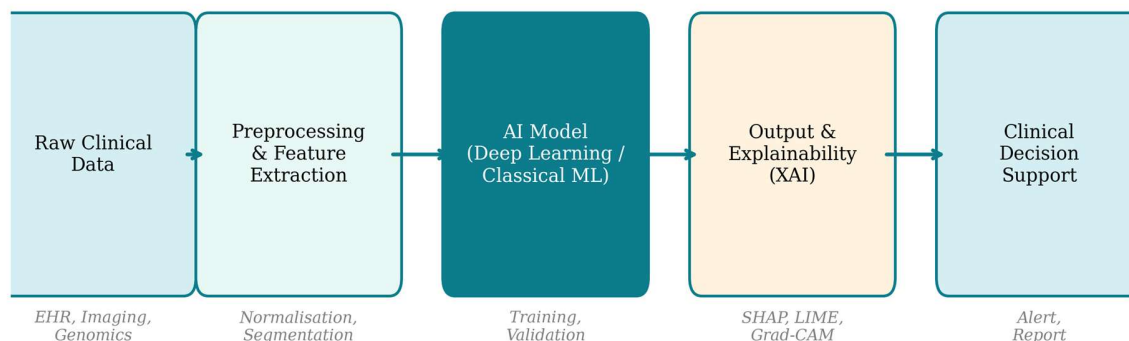 Raw Clinical
Data
Preprocessing
& Feature
Extraction
AI Model
(Deep Learning /
Classical ML)
Output &
Explainability
(XAI)
Clinical
Decision
Support
EHR, Imaging,
Genomics
Normalisation,
Segmentation
Training,
Validation
SHAP, LIME,
Grad-CAM
Alert,
Report